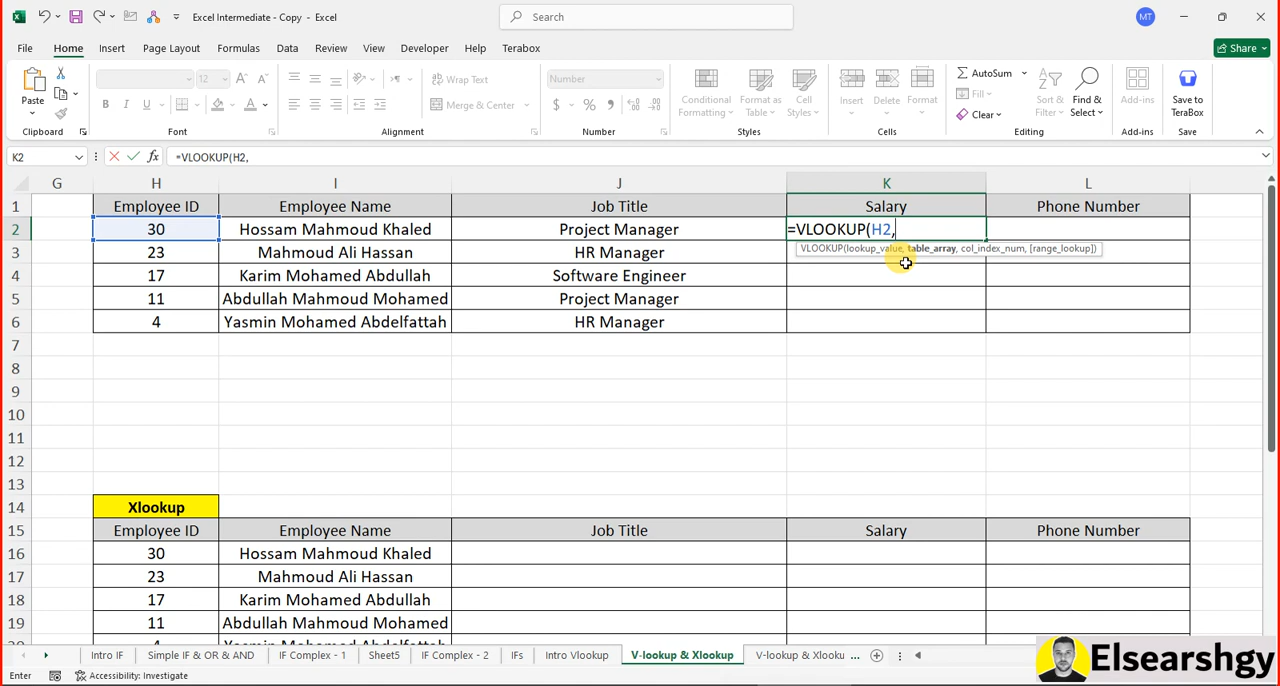 Excel Intermediate - Copy - Excel
Search
MT
File Home Insert Page Layout Formulas Data Review View Developer Help Terabox
Share
Paste
12
Wrap Text
Merge & Center
Number
Conditional Formatting
Format as Table
Cell Styles
Insert
Delete
Format
AutoSum
Fill
Clear
Sort & Filter
Find & Select
Add-ins
Save to TeraBox
Clipboard Font Alignment Number Styles Cells Editing Add-ins Save
K2 fx =VLOOKUP(H2,
G H I J K L
1 Employee ID Employee Name Job Title Salary Phone Number
2 30 Hossam Mahmoud Khaled Project Manager =VLOOKUP(H2,
VLOOKUP(lookup_value, table_array, col_index_num, [range_lookup])
3 23 Mahmoud Ali Hassan HR Manager
4 17 Karim Mohamed Abdullah Software Engineer
5 11 Abdullah Mahmoud Mohamed Project Manager
6 4 Yasmin Mohamed Abdelfattah HR Manager
7
8
9
10
11
12
13
14 Xlookup
15 Employee ID Employee Name Job Title Salary Phone Number
16 30 Hossam Mahmoud Khaled
17 23 Mahmoud Ali Hassan
18 17 Karim Mohamed Abdullah
19 11 Abdullah Mahmoud Mohamed
Intro IF Simple IF & OR & AND IF Complex - 1 Sheet5 IF Complex - 2 IFs Intro Vlookup V-lookup & Xlookup V-lookup & Xlooku ...
Enter Accessibility: Investigate
Elsearshgy